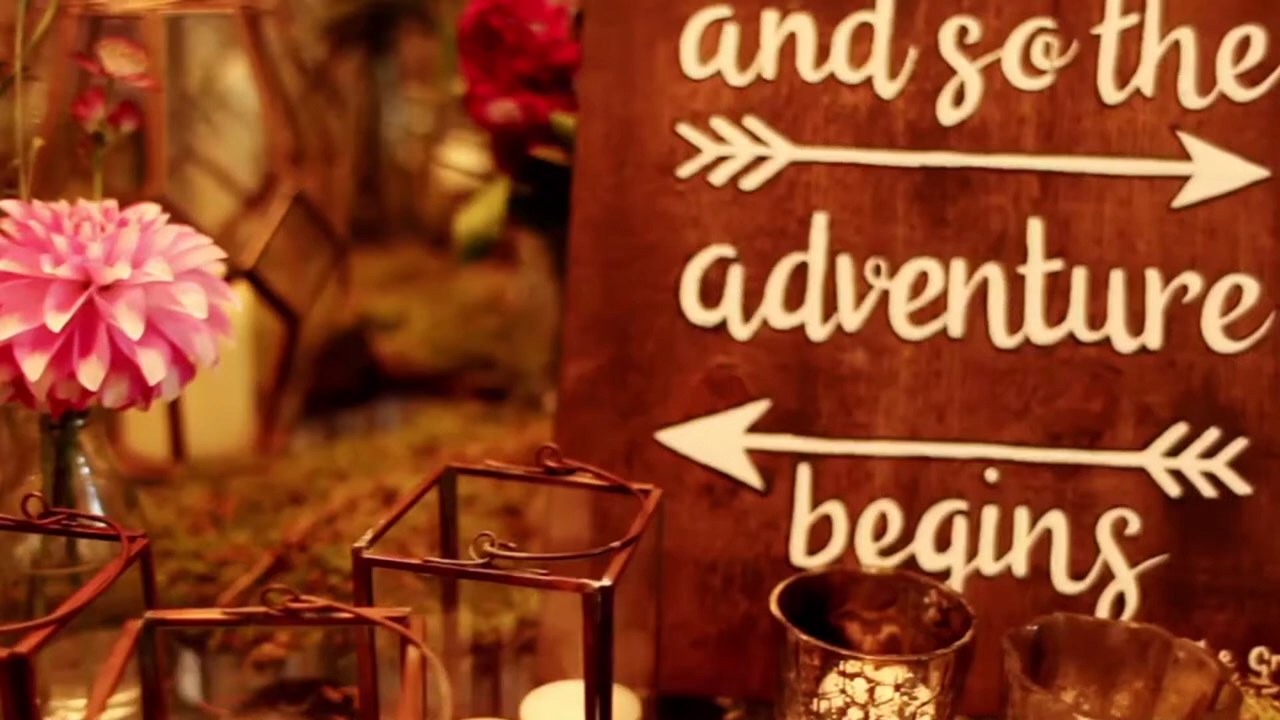 and so the
adventure
begins